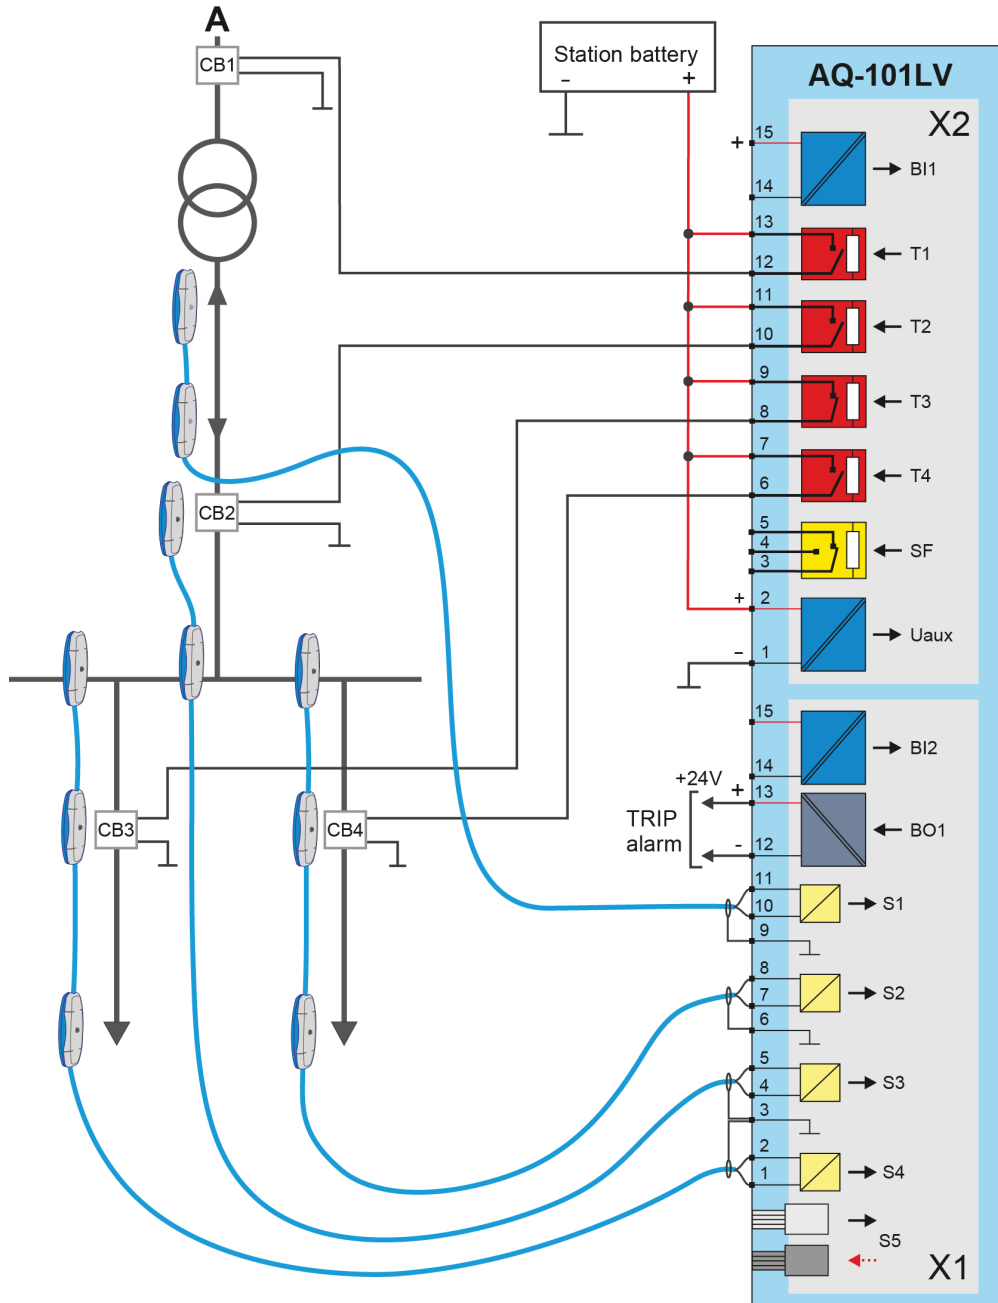 A
CB1
Station battery
-
+
AQ-101LV
X2
+
15
BI1
14
13
T1
12
11
T2
10
9
T3
8
7
T4
6
5
4
SF
3
+
2
Uaux
-
1
CB2
15
BI2
14
+24V
+
13
TRIP
alarm
BO1
-
12
CB3
CB4
11
10
S1
9
8
7
S2
6
5
4
S3
3
2
1
S4
S5
X1